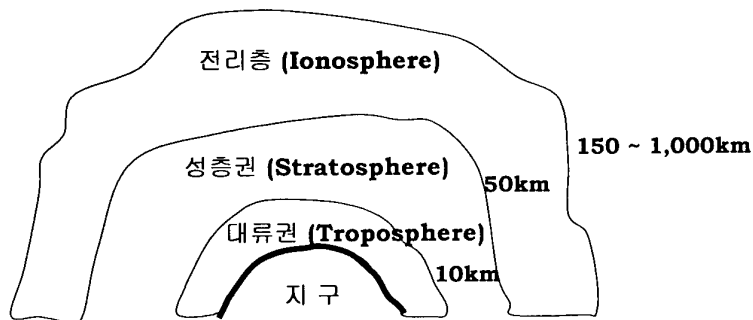 전리층 (Ionosphere)
150 ~ 1,000km
성층권 (Stratosphere)
50km
대류권 (Troposphere)
10km
지 구